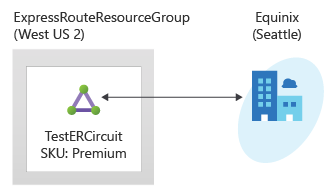 ExpressRouteResourceGroup
(West US 2)
Equinix
(Seattle)
TestERCircuit
SKU: Premium